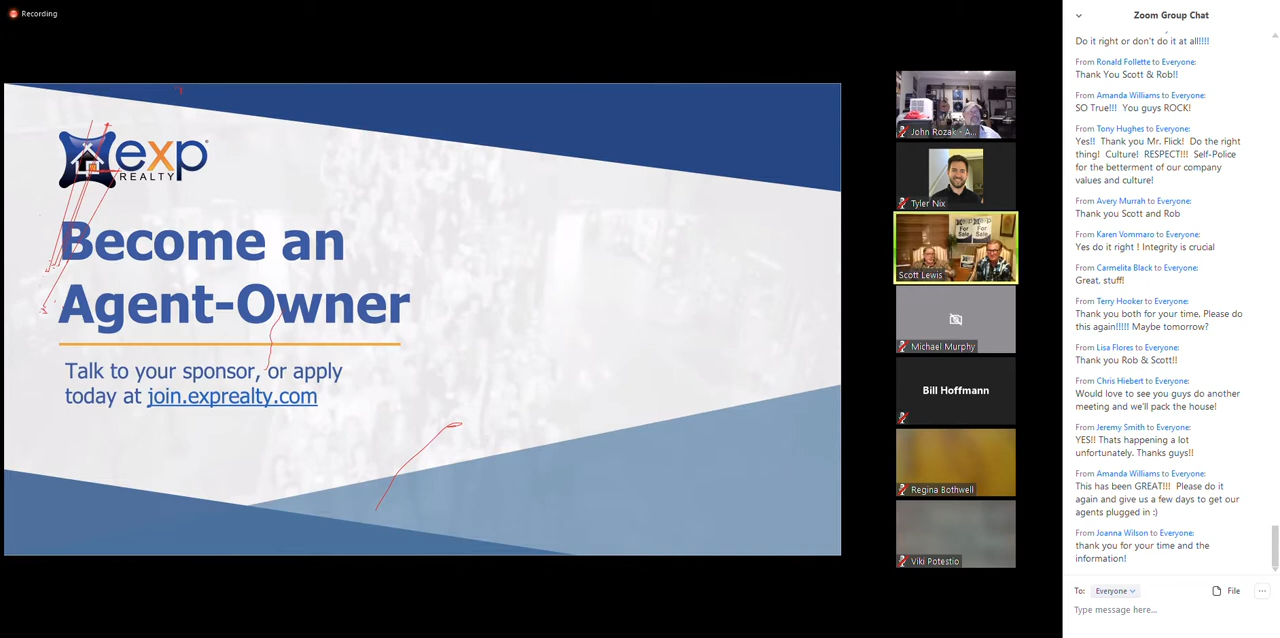 Recording
exp
REALTY
Become an
Agent-Owner
Talk to your sponsor, or apply
today at join.exprealty.com
John Rozak - A...
Tyler Nix
For Sale
For Sale
Scott Lewis
Michael Murphy
Bill Hoffmann
Regina Bothwell
Viki Potestio
Zoom Group Chat
Do it right or don't do it at all!!!!
From Ronald Follette to Everyone:
Thank You Scott & Rob!!
From Amanda Williams to Everyone:
SO True!!! You guys ROCK!
From Tony Hughes to Everyone:
Yes!! Thank you Mr. Flick! Do the right
thing! Culture! RESPECT!!! Self-Police
for the betterment of our company
values and culture!
From Avery Murrah to Everyone:
Thank you Scott and Rob
From Karen Vommaro to Everyone:
Yes do it right ! Integrity is crucial
From Carmelita Black to Everyone:
Great, stuff!
From Terry Hooker to Everyone:
Thank you both for your time. Please do
this again!!!!! Maybe tomorrow?
From Lisa Flores to Everyone:
Thank you Rob & Scott!!
From Chris Hiebert to Everyone:
Would love to see you guys do another
meeting and we'll pack the house!
From Jeremy Smith to Everyone:
YES!! Thats happening a lot
unfortunately. Thanks guys!!
From Amanda Williams to Everyone:
This has been GREAT!!! Please do it
again and give us a few days to get our
agents plugged in :)
From Joanna Wilson to Everyone:
thank you for your time and the
information!
To: Everyone
File
...
Type message here...